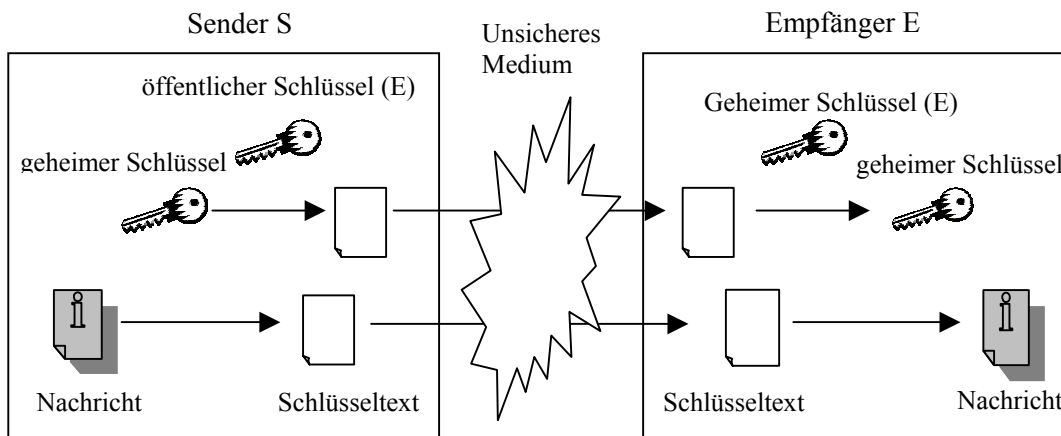 Sender S
Unsicheres
Medium
Empfänger E
öffentlicher Schlüssel (E)
geheimer Schlüssel
Geheimer Schlüssel (E)
geheimer Schlüssel
Nachricht
Schlüsseltext
Schlüsseltext
Nachricht